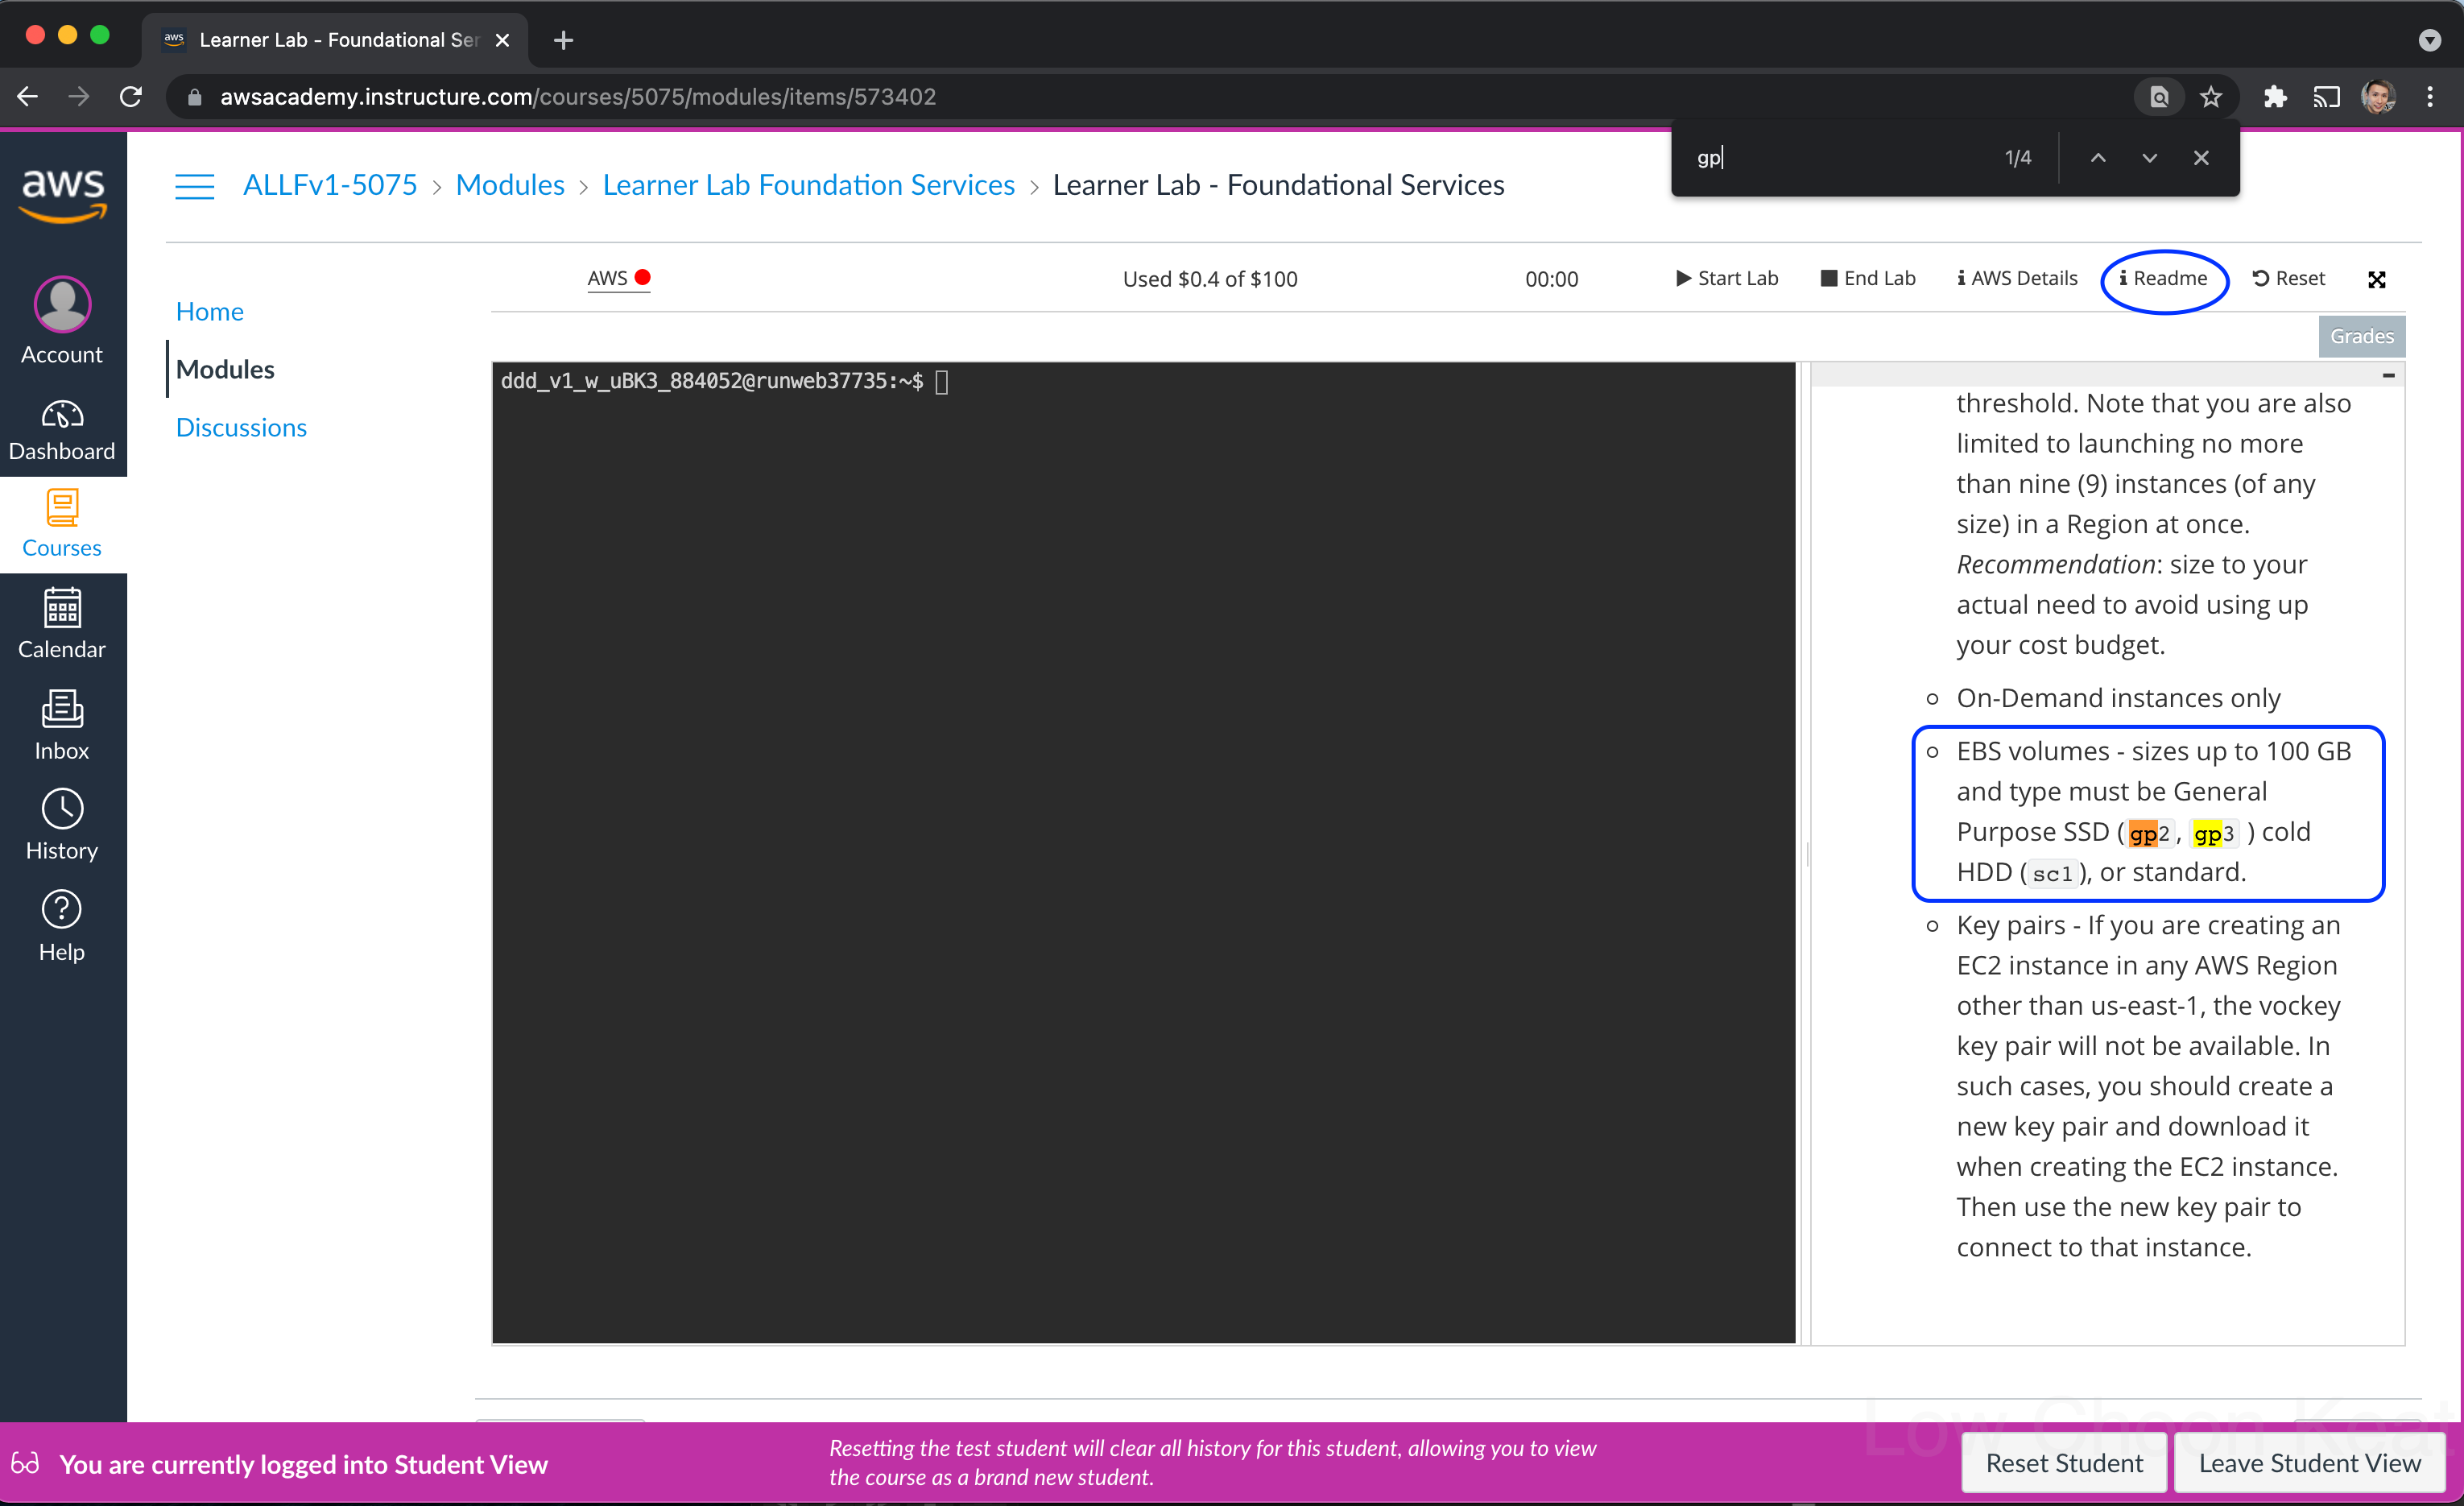 aws Learner Lab - Foundational Ser
awsacademy.instructure.com/courses/5075/modules/items/573402
gp 1/4
aws
Account
Dashboard
Courses
Calendar
Inbox
History
Help
ALLFv1-5075 > Modules > Learner Lab Foundation Services > Learner Lab - Foundational Services
Home
Modules
Discussions
AWS Used $0.4 of $100 00:00 Start Lab End Lab AWS Details Readme Reset
Grades
ddd_v1_w_uBK3_884052@runweb37735:~$
threshold. Note that you are also
limited to launching no more
than nine (9) instances (of any
size) in a Region at once.
Recommendation: size to your
actual need to avoid using up
your cost budget.
On-Demand instances only
EBS volumes - sizes up to 100 GB
and type must be General
Purpose SSD (gp2, gp3 ) cold
HDD (sc1), or standard.
Key pairs - If you are creating an
EC2 instance in any AWS Region
other than us-east-1, the vockey
key pair will not be available. In
such cases, you should create a
new key pair and download it
when creating the EC2 instance.
Then use the new key pair to
connect to that instance.
You are currently logged into Student View
Resetting the test student will clear all history for this student, allowing you to view
the course as a brand new student.
Reset Student
Leave Student View